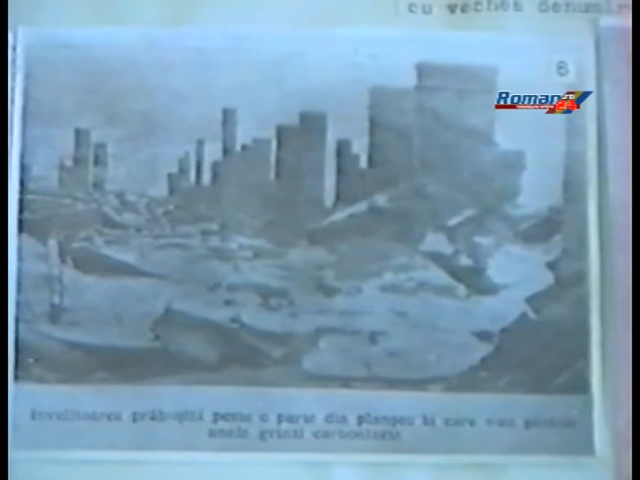 cu vechea denumir
8
Roman
Invelitoarea prăbușită peste o parte din planșeu la care s-au păstrat
unele grinzi carbonizate